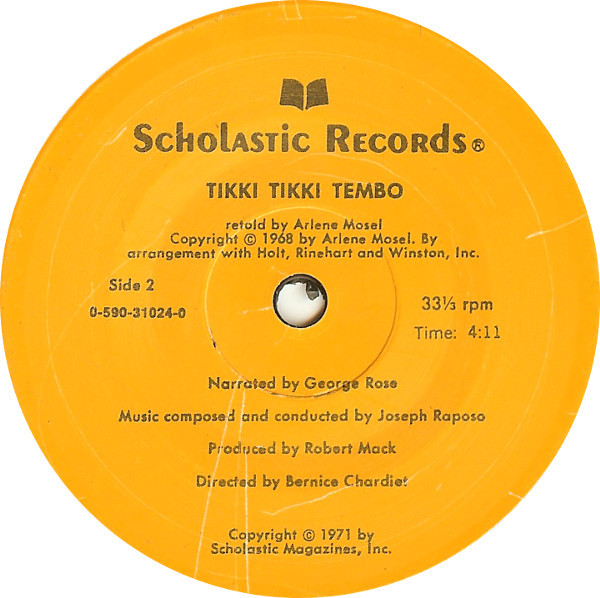 Scholastic Records®
TIKKI TIKKI TEMBO
retold by Arlene Mosel
Copyright © 1968 by Arlene Mosel. By
arrangement with Holt, Rinehart and Winston, Inc.
Side 2
0-590-31024-0
33⅓ rpm
Time: 4:11
Narrated by George Rose
Music composed and conducted by Joseph Raposo
Produced by Robert Mack
Directed by Bernice Chardiet
Copyright © 1971 by
Scholastic Magazines, Inc.